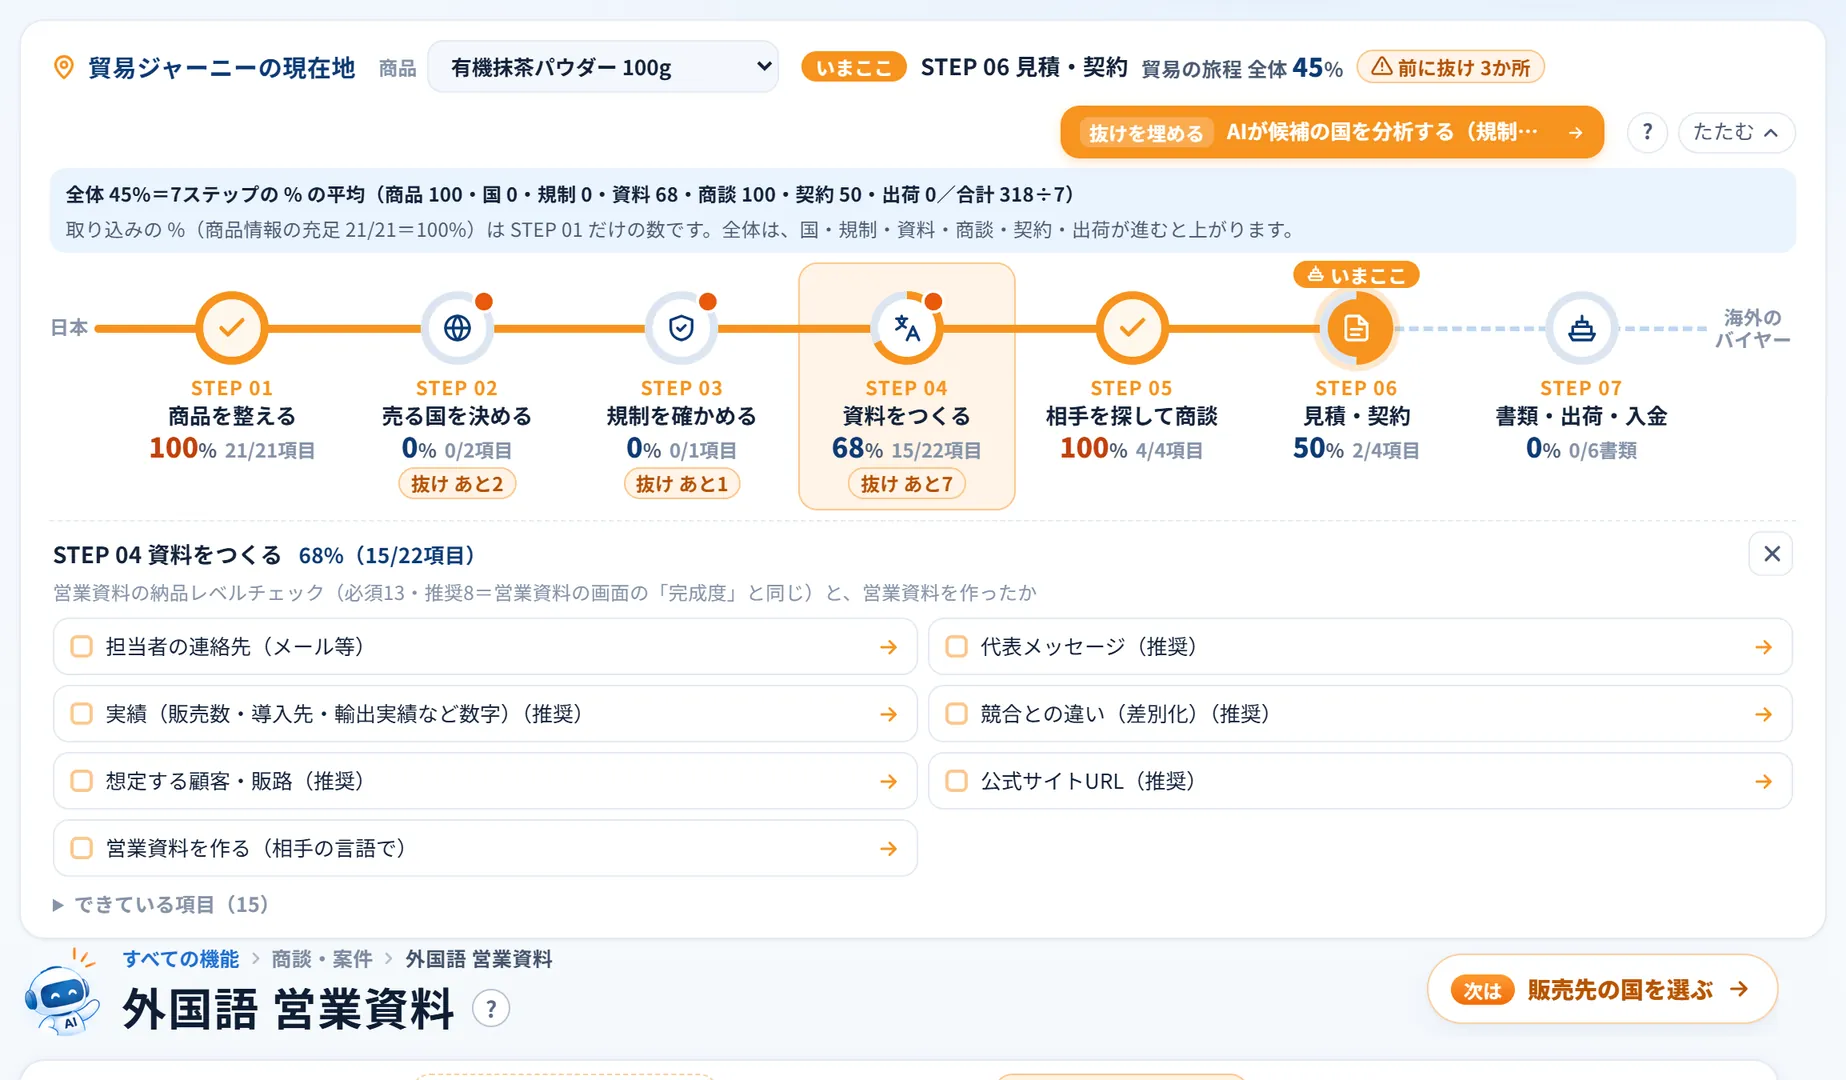 貿易ジャーニーの現在地 商品 有機抹茶パウダー 100g いまここ STEP 06 見積・契約 貿易の旅程 全体 45% 前に抜け 3か所
抜けを埋める AIが候補の国を分析する（規制… → ? たたむ
全体 45%＝7ステップの % の平均（商品 100・国 0・規制 0・資料 68・商談 100・契約 50・出荷 0／合計 318÷7）
取り込みの %（商品情報の充足 21/21＝100%）は STEP 01 だけの数です。全体は、国・規制・資料・商談・契約・出荷が進むと上がります。
いまここ
日本
海外の
バイヤー
STEP 01
商品を整える
100% 21/21項目
STEP 02
売る国を決める
0% 0/2項目
抜け あと2
STEP 03
規制を確かめる
0% 0/1項目
抜け あと1
STEP 04
資料をつくる
68% 15/22項目
抜け あと7
STEP 05
相手を探して商談
100% 4/4項目
STEP 06
見積・契約
50% 2/4項目
STEP 07
書類・出荷・入金
0% 0/6書類
STEP 04 資料をつくる 68%（15/22項目）
営業資料の納品レベルチェック（必須13・推奨8＝営業資料の画面の「完成度」と同じ）と、営業資料を作ったか
担当者の連絡先（メール等） →
代表メッセージ（推奨） →
実績（販売数・導入先・輸出実績など数字）（推奨） →
競合との違い（差別化）（推奨） →
想定する顧客・販路（推奨） →
公式サイトURL（推奨） →
営業資料を作る（相手の言語で） →
▶ できている項目（15）
すべての機能 › 商談・案件 › 外国語 営業資料
AI
外国語 営業資料 ?
次は 販売先の国を選ぶ →